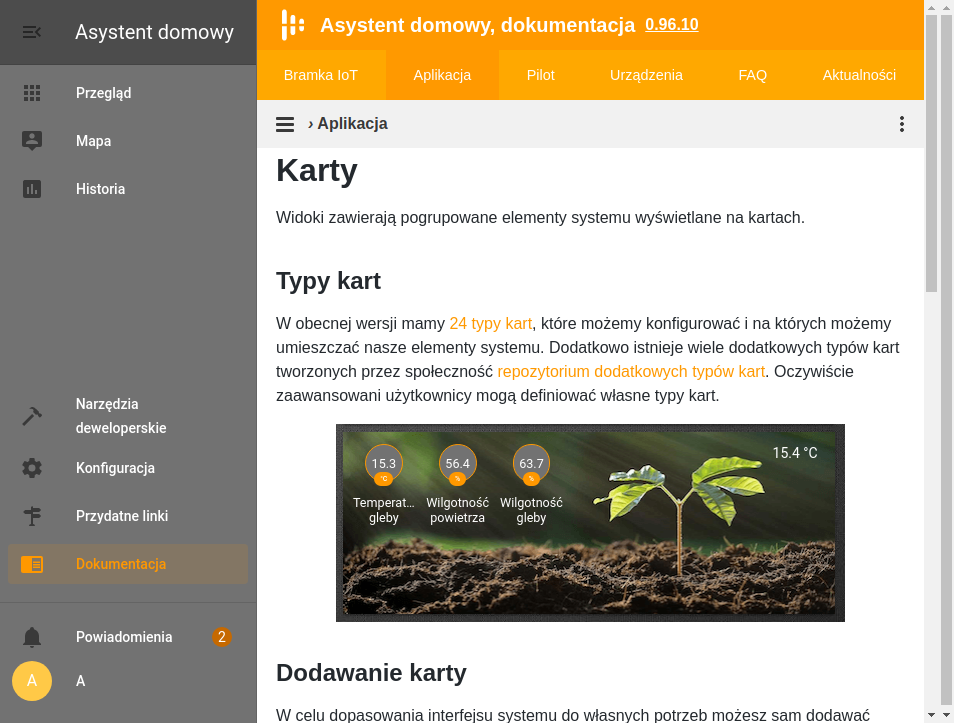 Asystent domowy
Przegląd
Mapa
Historia
Narzędzia
deweloperskie
Konfiguracja
Przydatne linki
Dokumentacja
Powiadomienia 2
A A
Asystent domowy, dokumentacja 0.96.10
Bramka IoT Aplikacja Pilot Urządzenia FAQ Aktualności
› Aplikacja
Karty
Widoki zawierają pogrupowane elementy systemu wyświetlane na kartach.
Typy kart
W obecnej wersji mamy 24 typy kart, które możemy konfigurować i na których możemy
umieszczać nasze elementy systemu. Dodatkowo istnieje wiele dodatkowych typów kart
tworzonych przez społeczność repozytorium dodatkowych typów kart. Oczywiście
zaawansowani użytkownicy mogą definiować własne typy kart.
15.3 56.4 63.7 15.4 °C
°C % %
Temperat... Wilgotność Wilgotność
gleby powietrza gleby
Dodawanie karty
W celu dopasowania interfejsu systemu do własnych potrzeb możesz sam dodawać